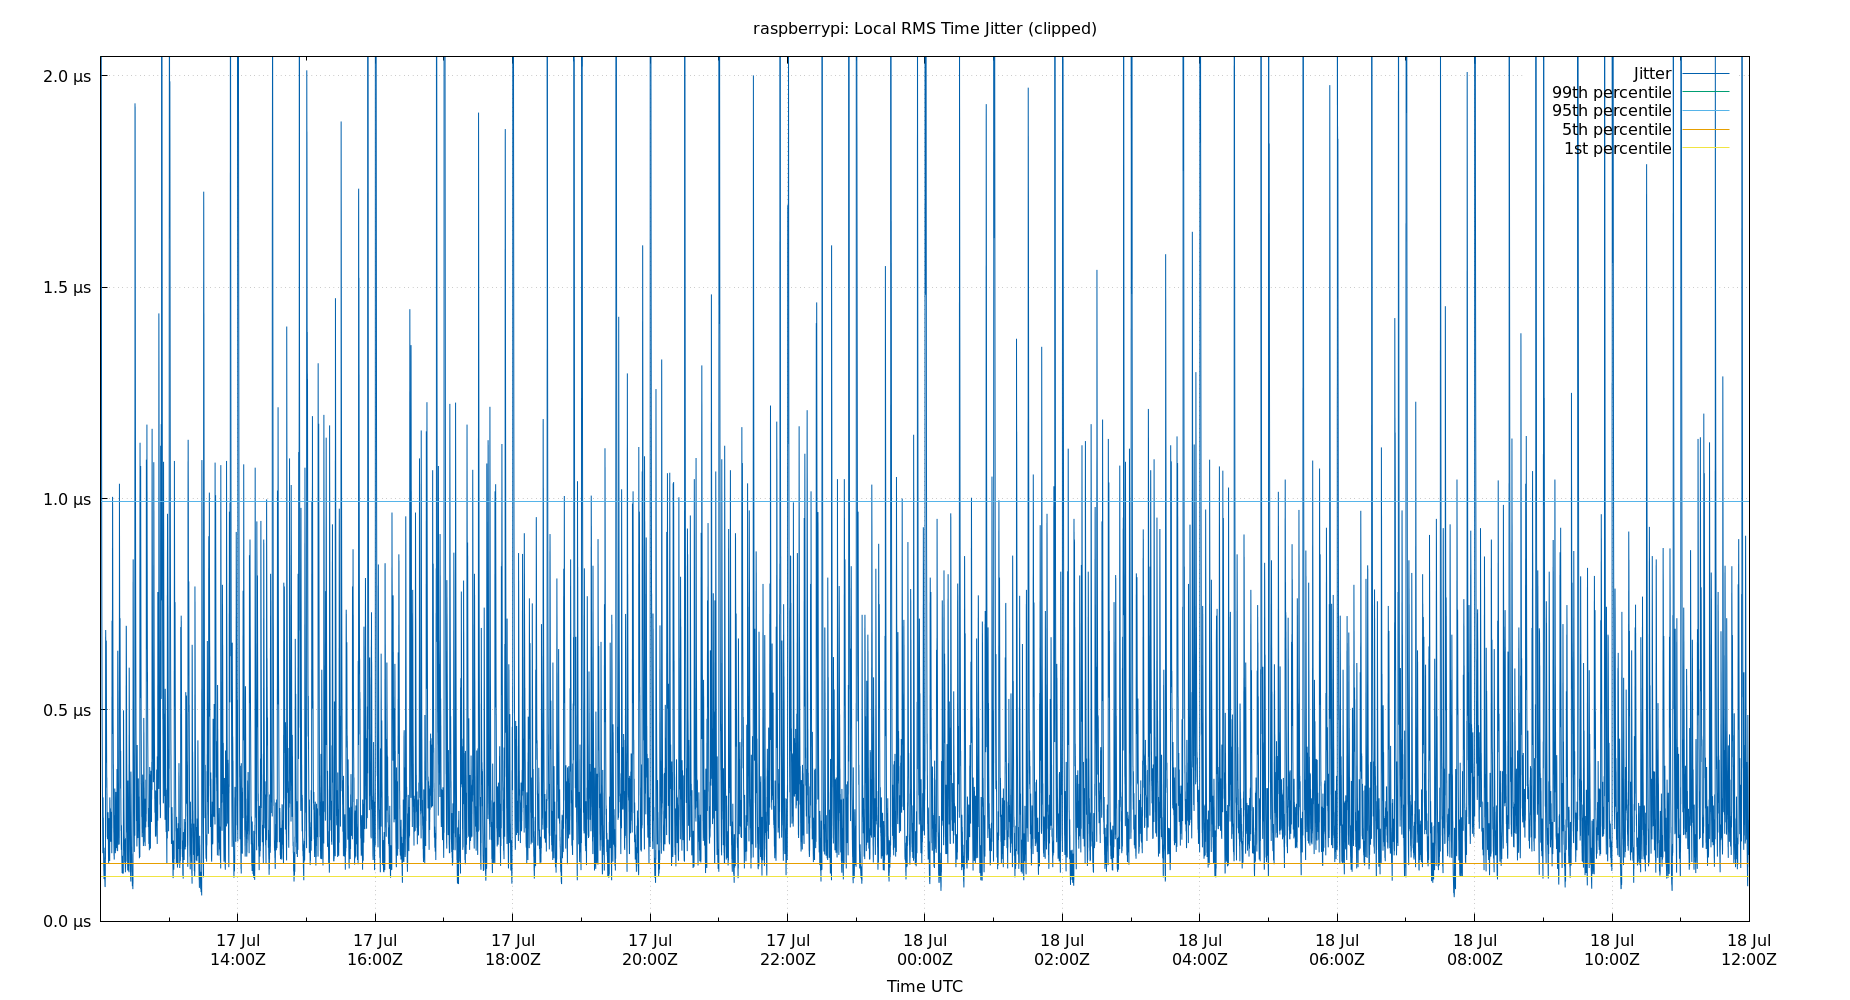 raspberrypi: Local RMS Time Jitter (clipped)
2.0 μs
1.5 μs
1.0 μs
0.5 μs
0.0 μs
Jitter
99th percentile
95th percentile
5th percentile
1st percentile
17 Jul 17 Jul 17 Jul 17 Jul 17 Jul 18 Jul 18 Jul 18 Jul 18 Jul 18 Jul 18 Jul 18 Jul
14:00Z 16:00Z 18:00Z 20:00Z 22:00Z 00:00Z 02:00Z 04:00Z 06:00Z 08:00Z 10:00Z 12:00Z
Time UTC